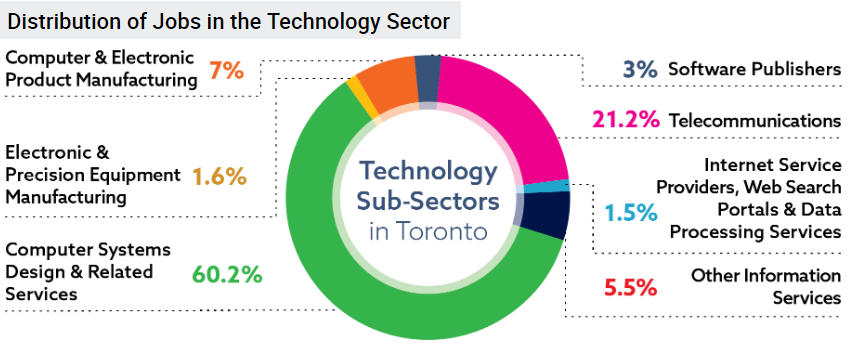 Distribution of Jobs in the Technology Sector
Computer & Electronic
Product Manufacturing
7%
Electronic &
Precision Equipment
Manufacturing
1.6%
Computer Systems
Design & Related
Services
60.2%
Technology
Sub-Sectors
in Toronto
3%
Software Publishers
21.2%
Telecommunications
Internet Service
Providers, Web Search
Portals & Data
Processing Services
1.5%
Other Information
Services
5.5%